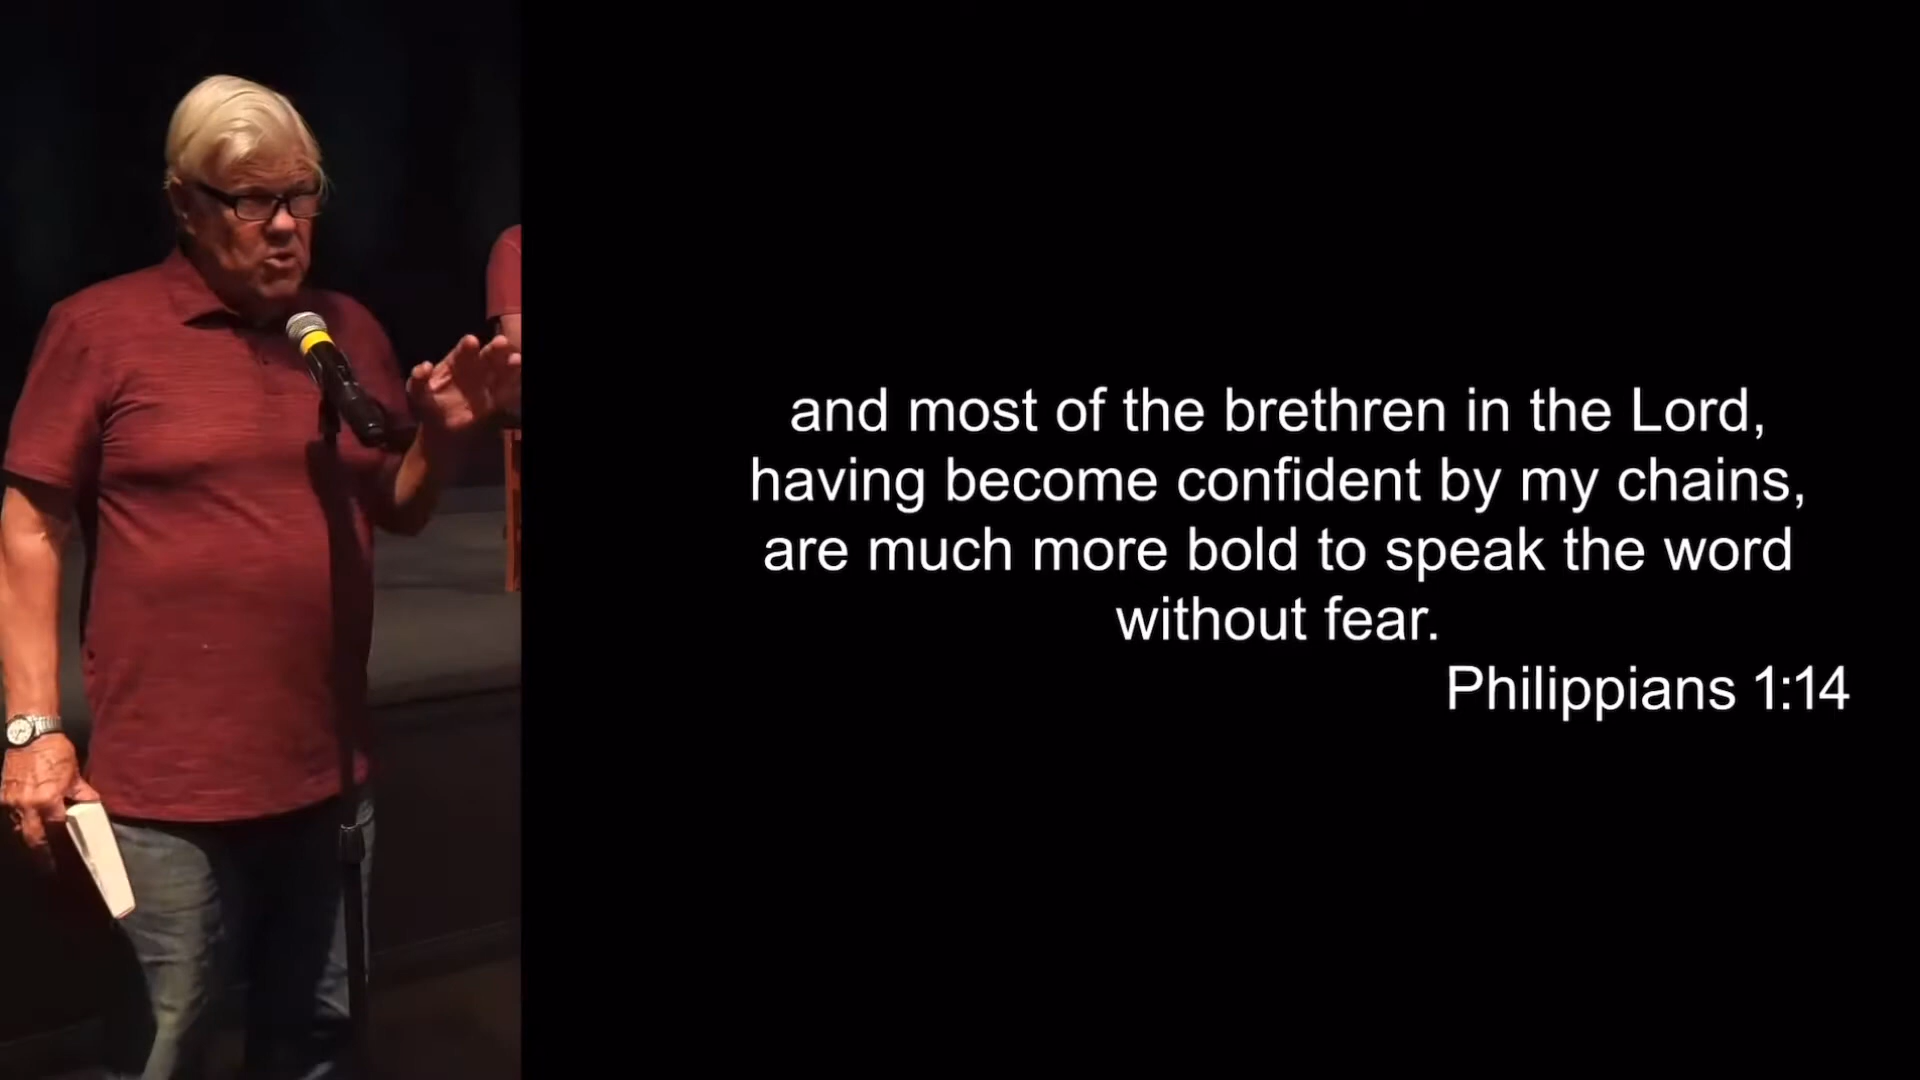 and most of the brethren in the Lord,
having become confident by my chains,
are much more bold to speak the word
without fear.
Philippians 1:14